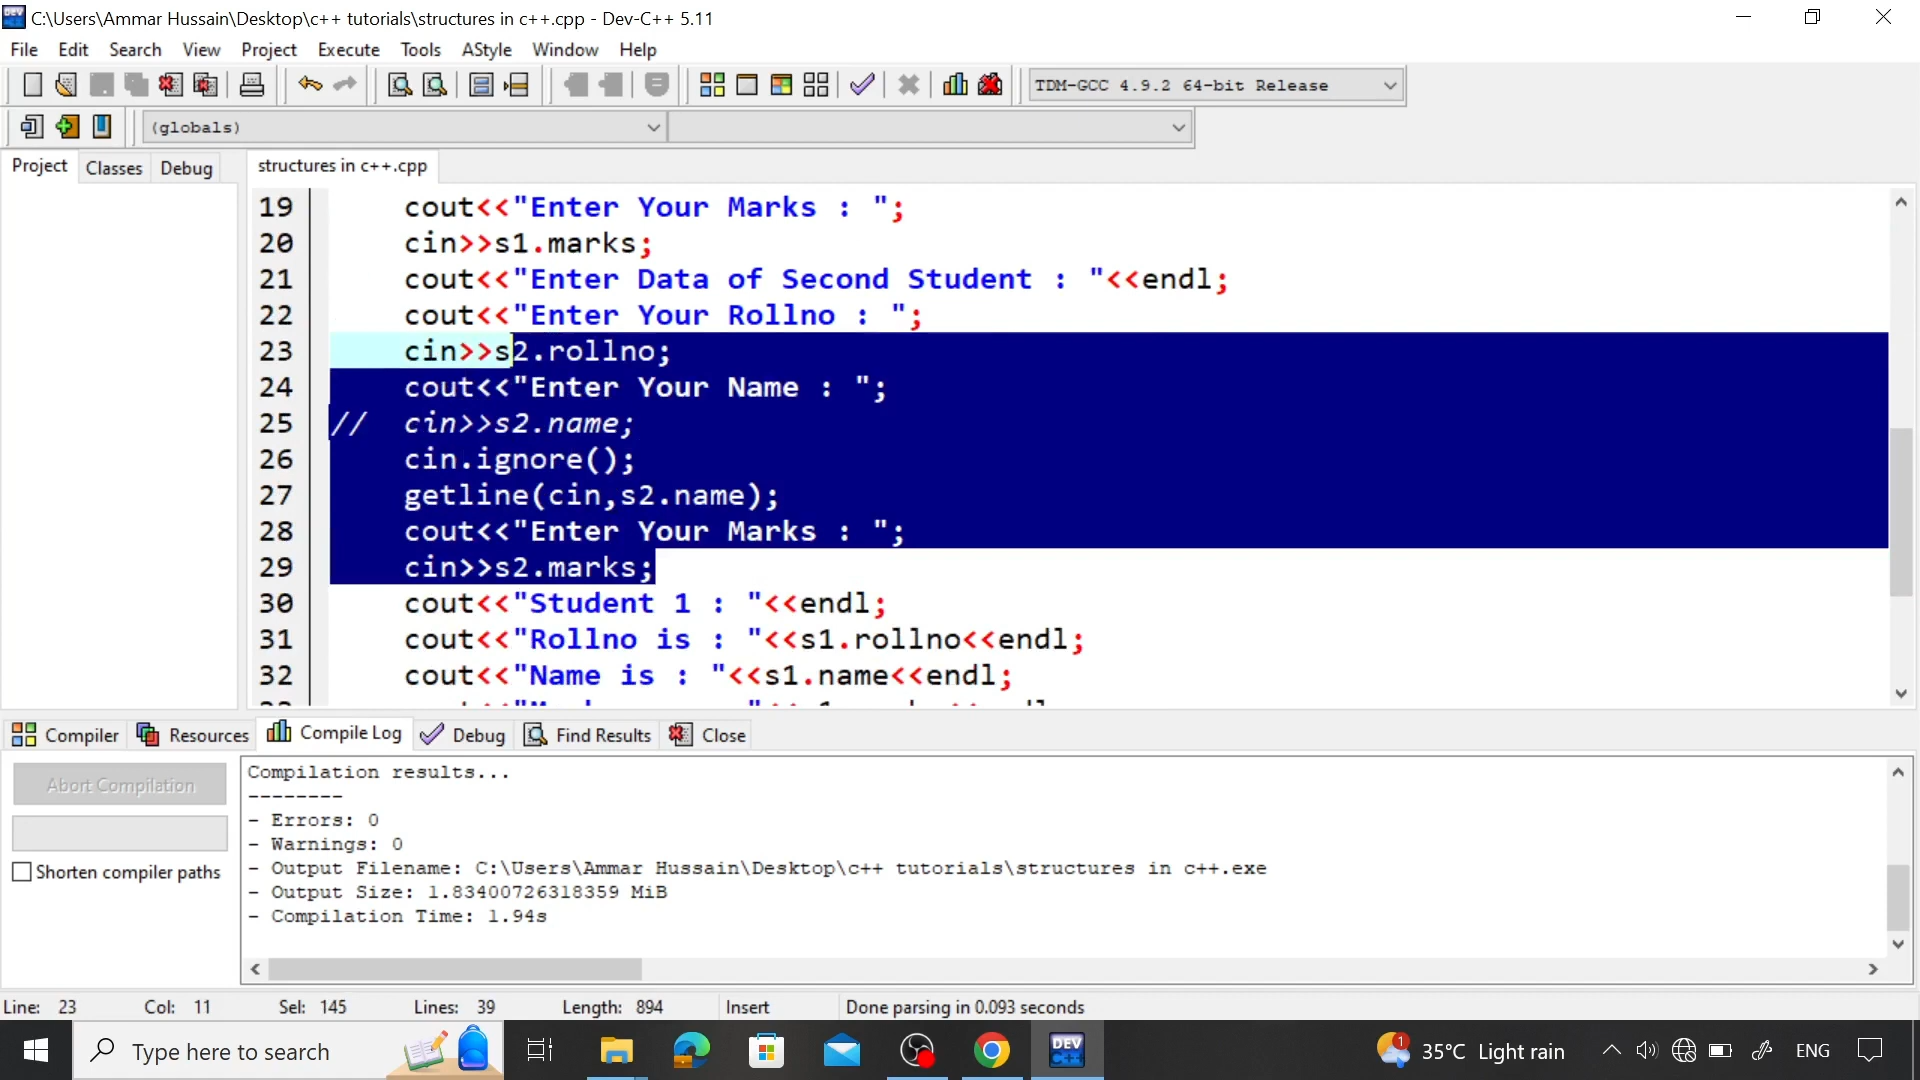 C:\Users\Ammar Hussain\Desktop\c++ tutorials\structures in c++.cpp - Dev-C++ 5.11
File Edit Search View Project Execute Tools AStyle Window Help
TDM-GCC 4.9.2 64-bit Release
(globals)
Project Classes Debug
structures in c++.cpp
19 cout<<"Enter Your Marks : ";
20 cin>>s1.marks;
21 cout<<"Enter Data of Second Student : "<<endl;
22 cout<<"Enter Your Rollno : ";
23 cin>>s2.rollno;
24 cout<<"Enter Your Name : ";
25 // cin>>s2.name;
26 cin.ignore();
27 getline(cin,s2.name);
28 cout<<"Enter Your Marks : ";
29 cin>>s2.marks;
30 cout<<"Student 1 : "<<endl;
31 cout<<"Rollno is : "<<s1.rollno<<endl;
32 cout<<"Name is : "<<s1.name<<endl;
Compiler Resources Compile Log Debug Find Results Close
Abort Compilation
Shorten compiler paths
Compilation results...
--------
- Errors: 0
- Warnings: 0
- Output Filename: C:\Users\Ammar Hussain\Desktop\c++ tutorials\structures in c++.exe
- Output Size: 1.83400726318359 MiB
- Compilation Time: 1.94s
Line: 23 Col: 11 Sel: 145 Lines: 39 Length: 894 Insert Done parsing in 0.093 seconds
Type here to search
DEV C++
1
35°C Light rain
ENG